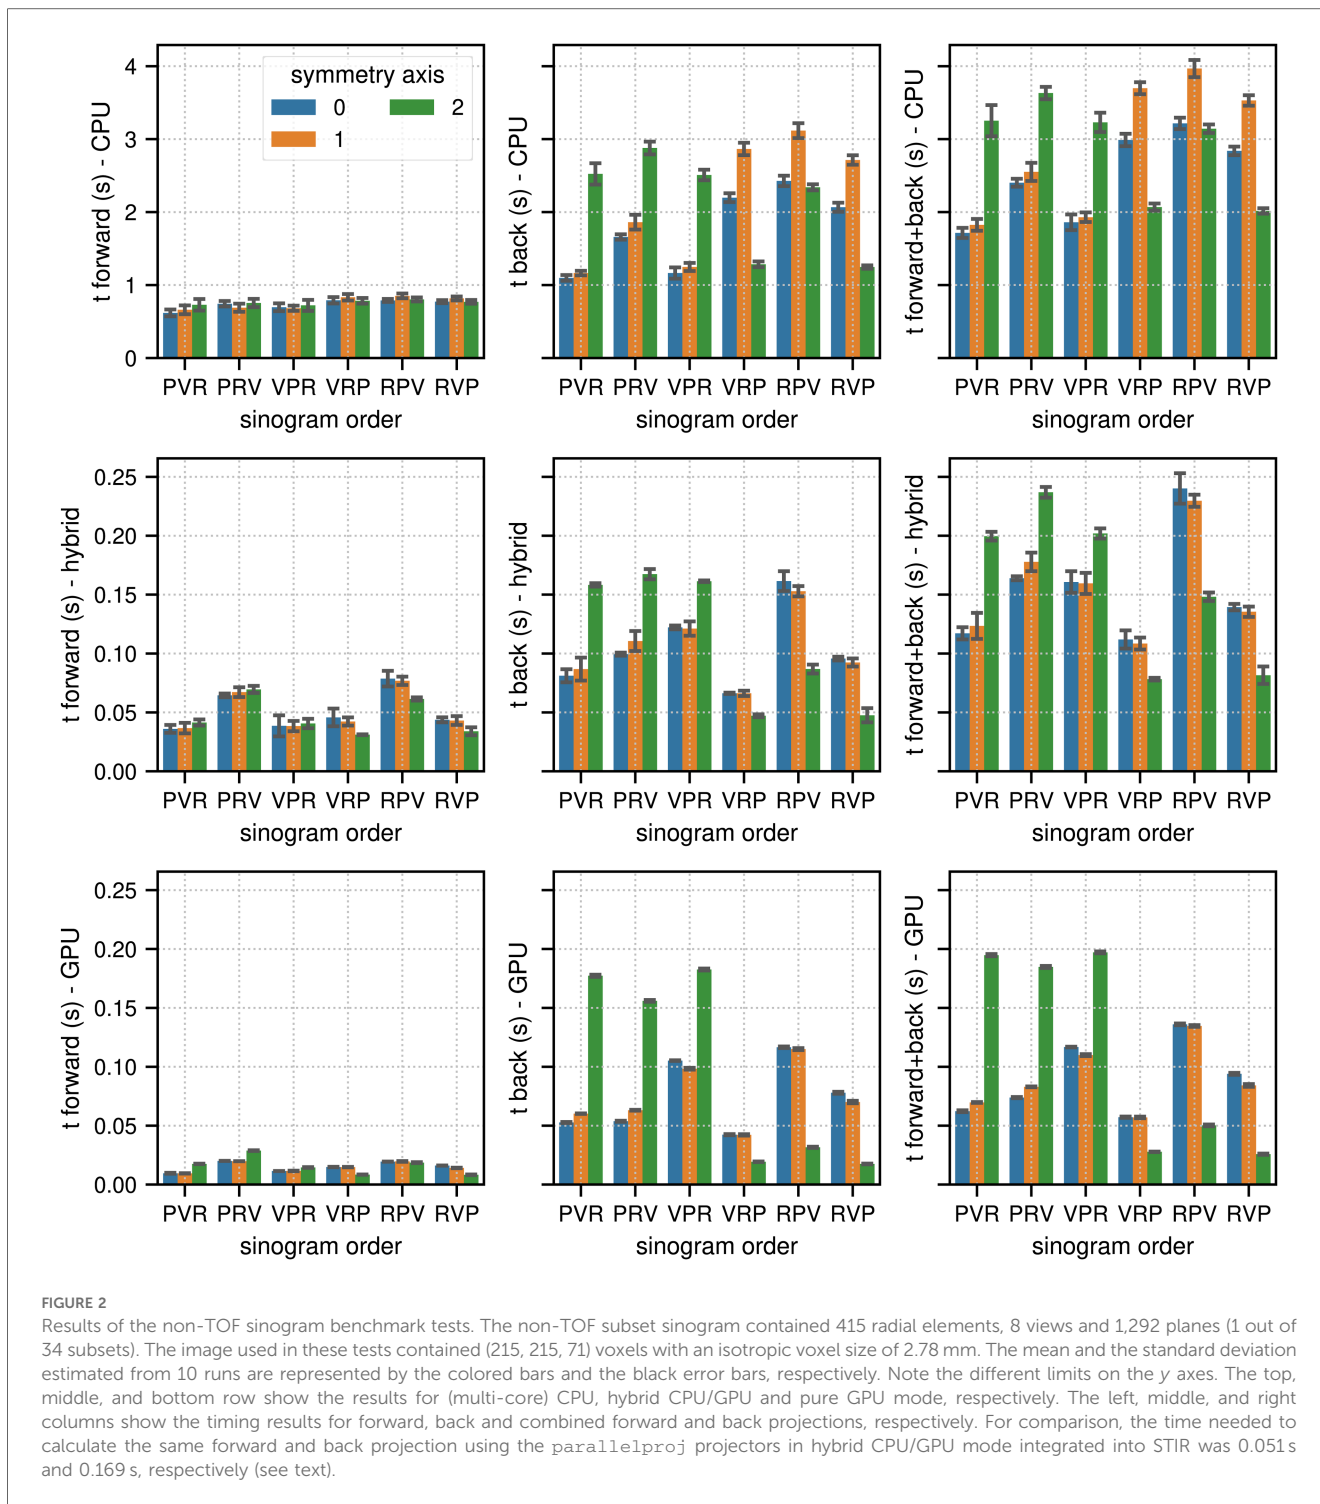 symmetry axis
0
2
1
4
3
2
1
0
t forward (s) - CPU
PVR PRV VPR VRP RPV RVP
sinogram order
t back (s) - CPU
PVR PRV VPR VRP RPV RVP
sinogram order
t forward+back (s) - CPU
PVR PRV VPR VRP RPV RVP
sinogram order
0.25
0.20
0.15
0.10
0.05
0.00
t forward (s) - hybrid
PVR PRV VPR VRP RPV RVP
sinogram order
t back (s) - hybrid
PVR PRV VPR VRP RPV RVP
sinogram order
t forward+back (s) - hybrid
PVR PRV VPR VRP RPV RVP
sinogram order
0.25
0.20
0.15
0.10
0.05
0.00
t forward (s) - GPU
PVR PRV VPR VRP RPV RVP
sinogram order
t back (s) - GPU
PVR PRV VPR VRP RPV RVP
sinogram order
t forward+back (s) - GPU
PVR PRV VPR VRP RPV RVP
sinogram order
FIGURE 2
Results of the non-TOF sinogram benchmark tests. The non-TOF subset sinogram contained 415 radial elements, 8 views and 1,292 planes (1 out of
34 subsets). The image used in these tests contained (215, 215, 71) voxels with an isotropic voxel size of 2.78 mm. The mean and the standard deviation
estimated from 10 runs are represented by the colored bars and the black error bars, respectively. Note the different limits on the y axes. The top,
middle, and bottom row show the results for (multi-core) CPU, hybrid CPU/GPU and pure GPU mode, respectively. The left, middle, and right
columns show the timing results for forward, back and combined forward and back projections, respectively. For comparison, the time needed to
calculate the same forward and back projection using the parallelproj projectors in hybrid CPU/GPU mode integrated into STIR was 0.051 s
and 0.169 s, respectively (see text).